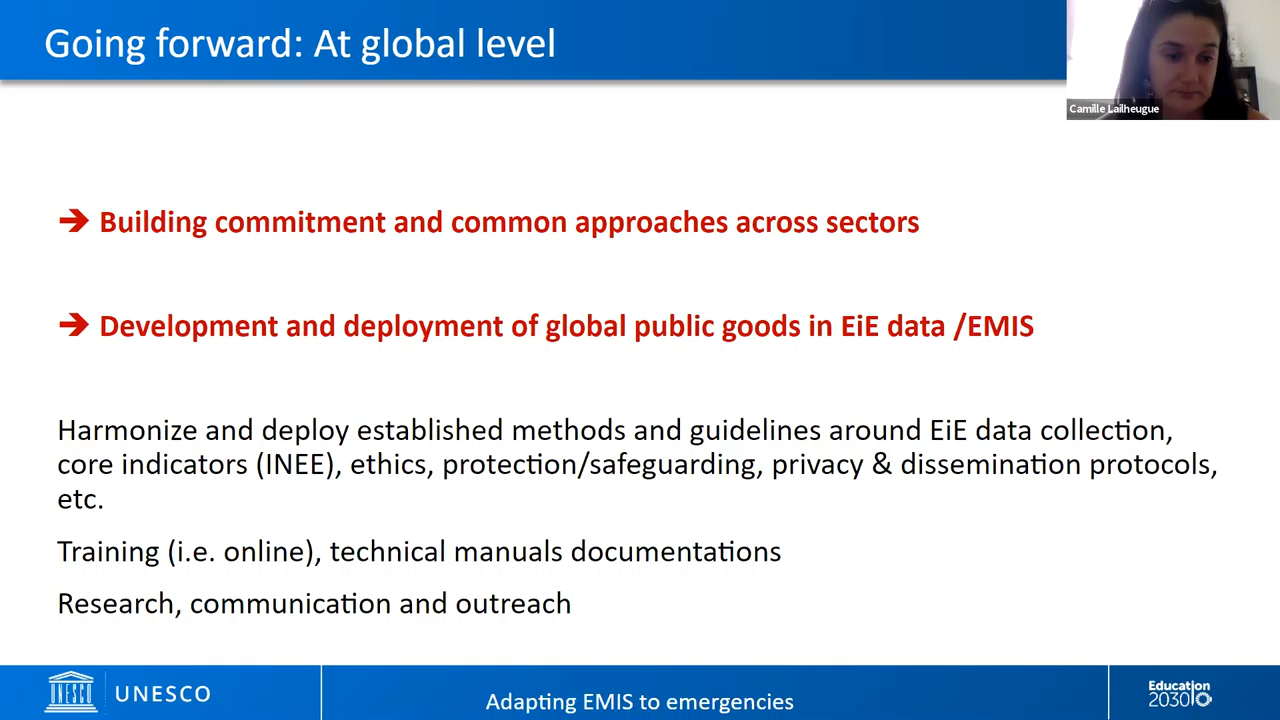 Going forward: At global level
Camille Lailheugue
➔ Building commitment and common approaches across sectors
➔ Development and deployment of global public goods in EiE data /EMIS
Harmonize and deploy established methods and guidelines around EiE data collection,
core indicators (INEE), ethics, protection/safeguarding, privacy & dissemination protocols,
etc.
Training (i.e. online), technical manuals documentations
Research, communication and outreach
UNESCO
UNESCO
Adapting EMIS to emergencies
Education
2030